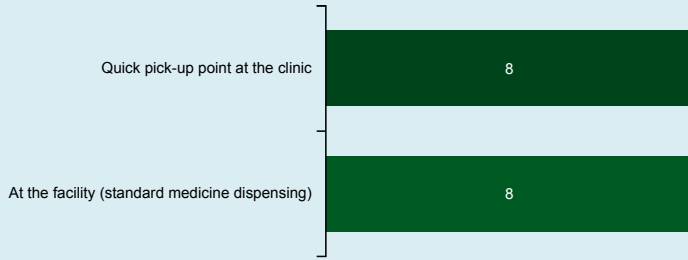 Quick pick-up point at the clinic 8
At the facility (standard medicine dispensing) 8